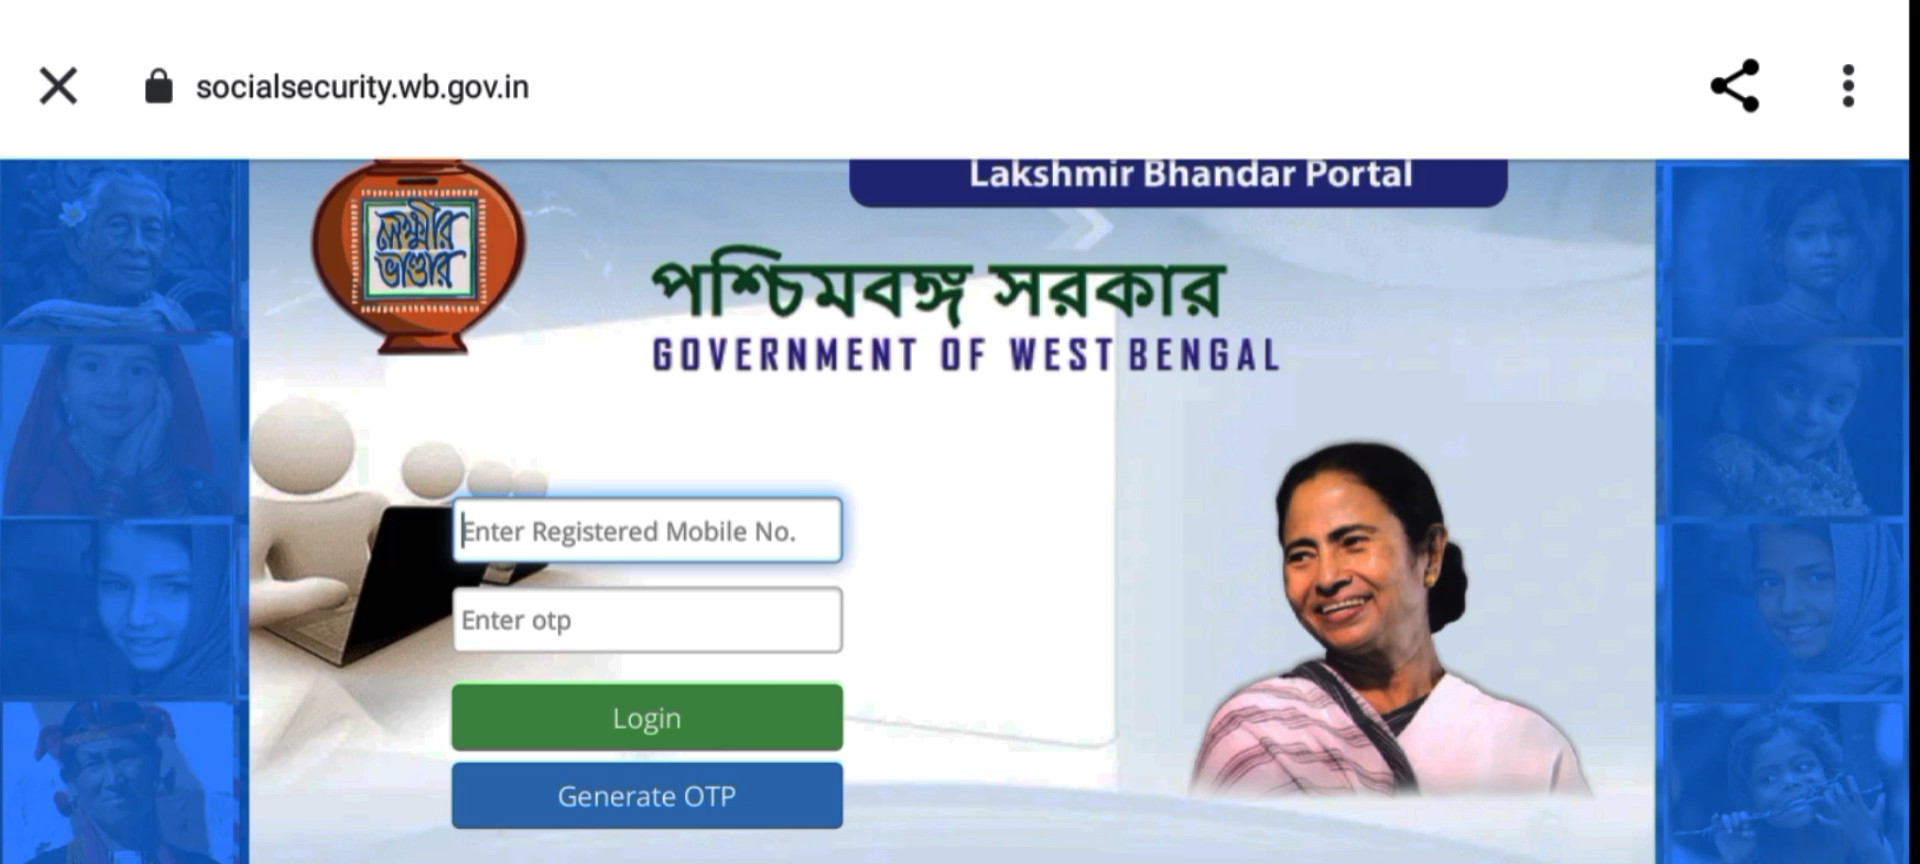 socialsecurity.wb.gov.in
Lakshmir Bhandar Portal
লক্ষ্মীর
ভাণ্ডার
পশ্চিমবঙ্গ সরকার
GOVERNMENT OF WEST BENGAL
Enter Registered Mobile No.
Enter otp
Login
Generate OTP